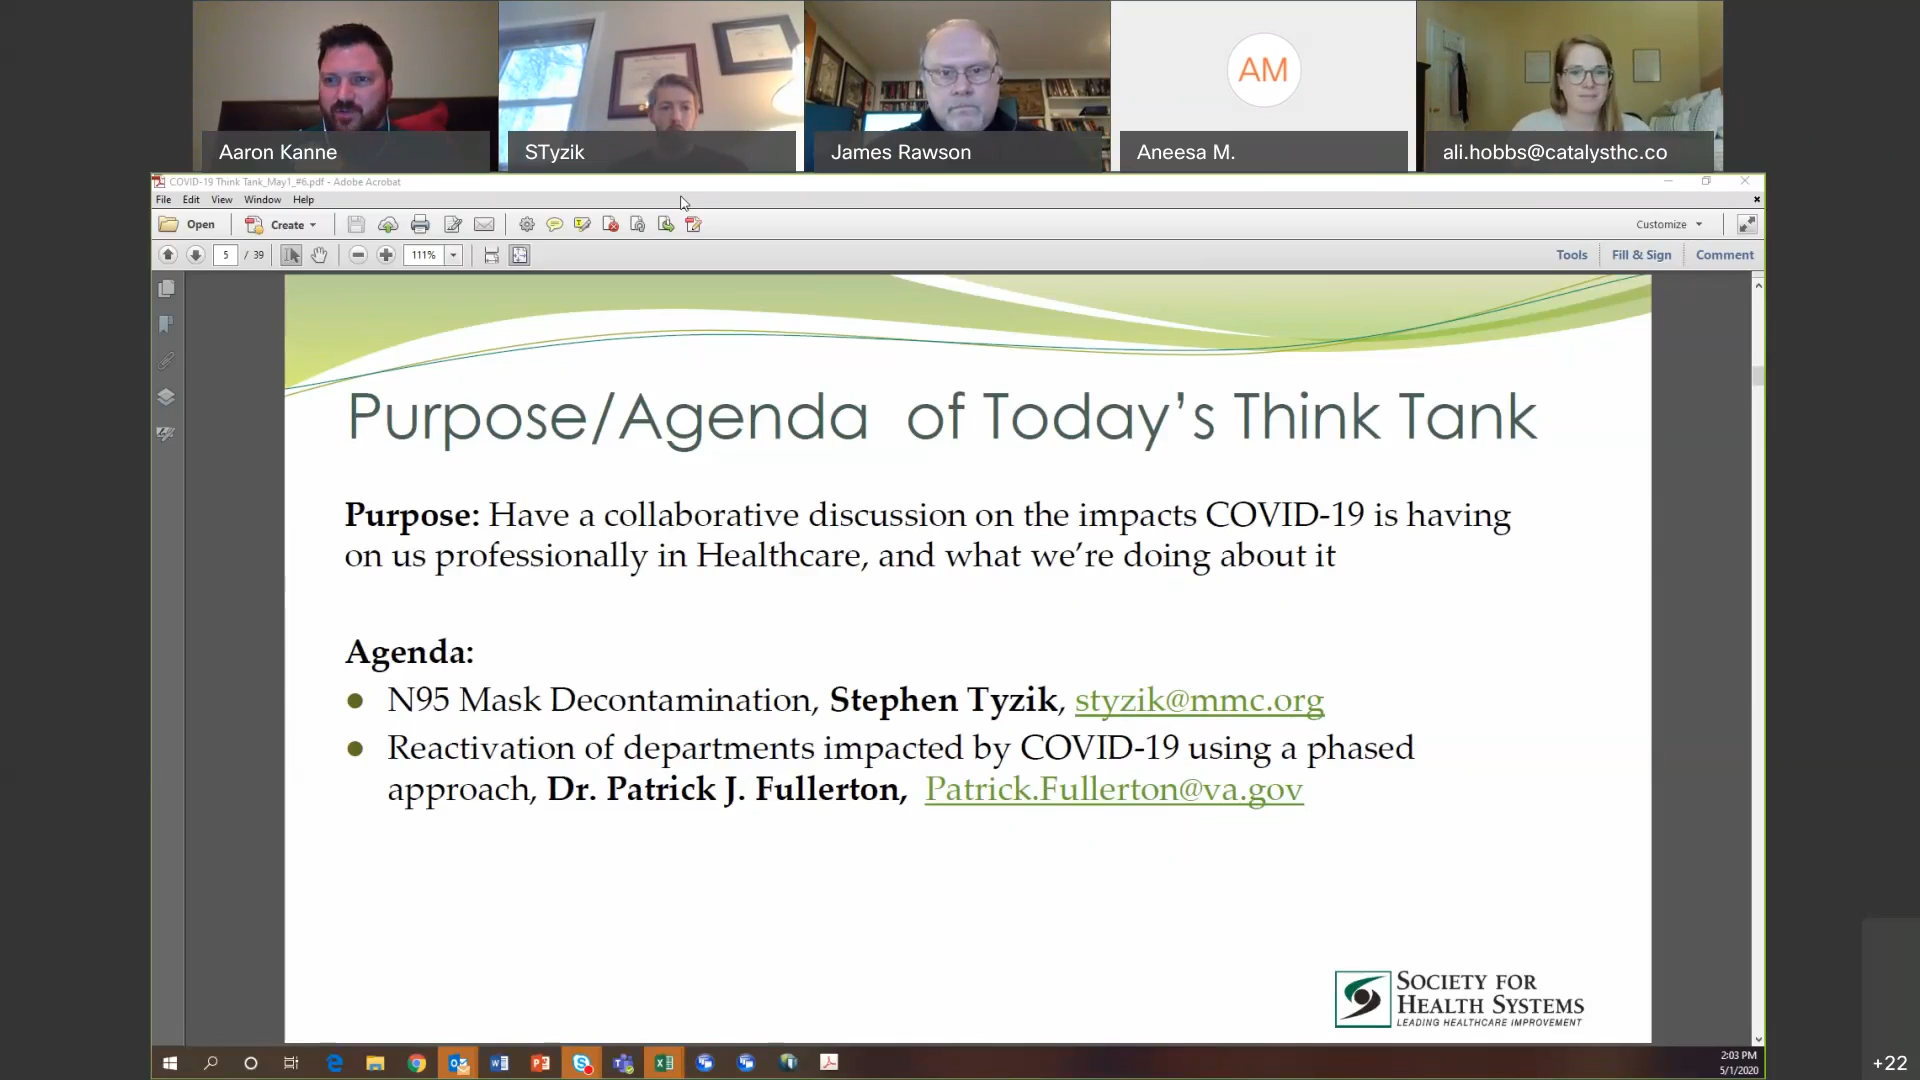 Aaron Kanne
STyzik
James Rawson
AM
Aneesa M.
ali.hobbs@catalysthc.co
COVID-19 Think Tank_May1_#6.pdf - Adobe Acrobat
File Edit View Window Help
Open Create Customize
5 / 39 111% Tools Fill & Sign Comment
Purpose/Agenda of Today’s Think Tank
Purpose: Have a collaborative discussion on the impacts COVID-19 is having
on us professionally in Healthcare, and what we’re doing about it
Agenda:
N95 Mask Decontamination, Stephen Tyzik, styzik@mmc.org
Reactivation of departments impacted by COVID-19 using a phased
approach, Dr. Patrick J. Fullerton, Patrick.Fullerton@va.gov
SOCIETY FOR
HEALTH SYSTEMS
LEADING HEALTHCARE IMPROVEMENT
2:03 PM
5/1/2020
+22